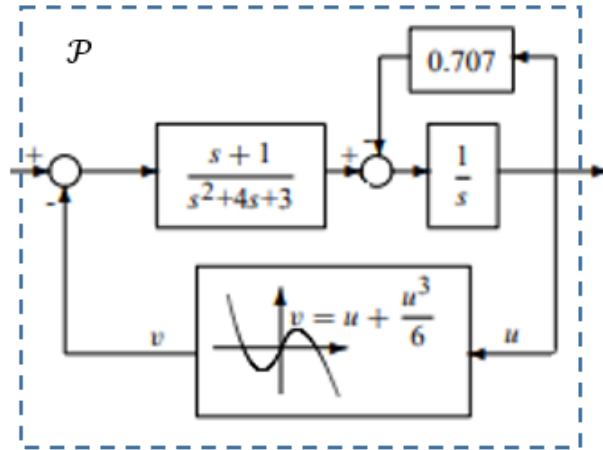 𝒫
0.707
+
-
s + 1
s²+4s+3
+
-
1
s
v = u + u³
6
v
u